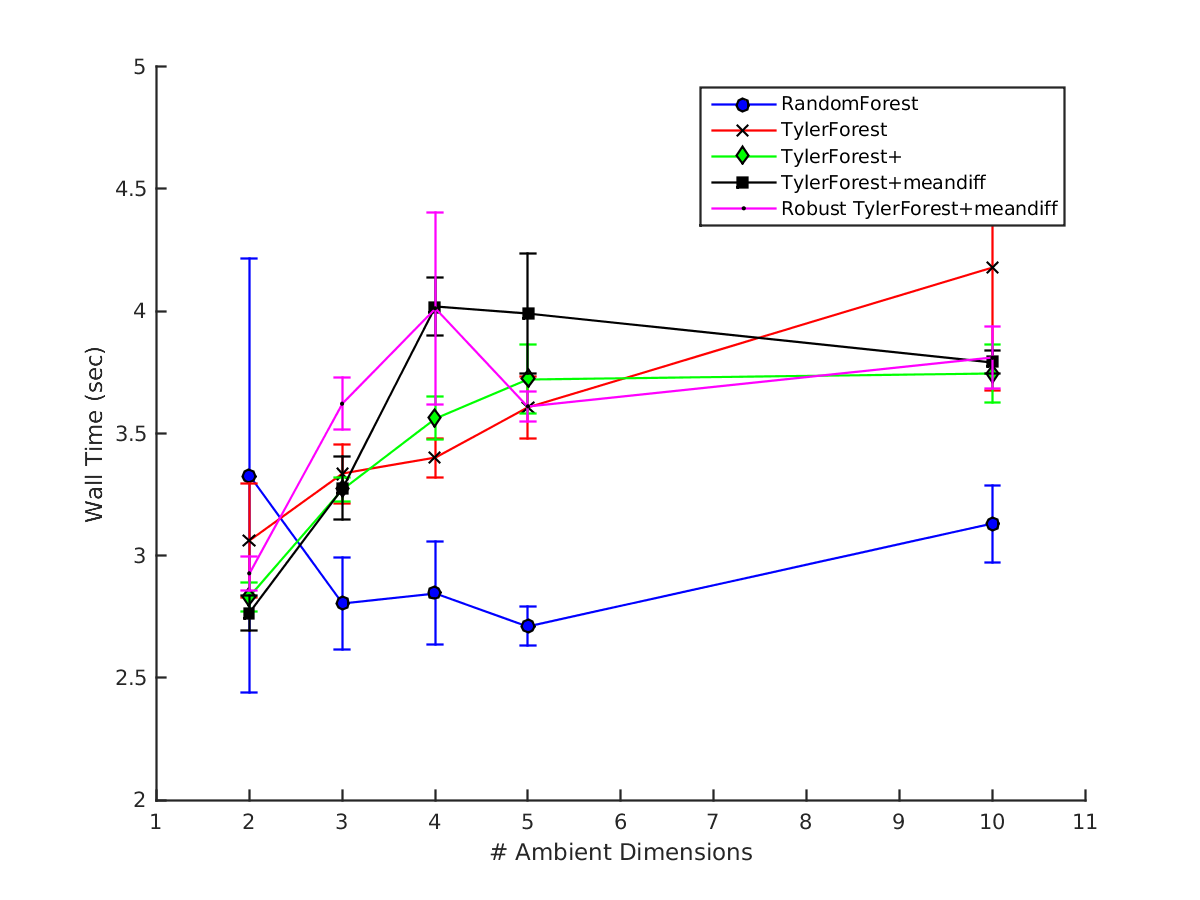 5
4.5
4
3.5
3
2.5
2
Wall Time (sec)
RandomForest
TylerForest
TylerForest+
TylerForest+meandiff
Robust TylerForest+meandiff
1 2 3 4 5 6 7 8 9 10 11
# Ambient Dimensions